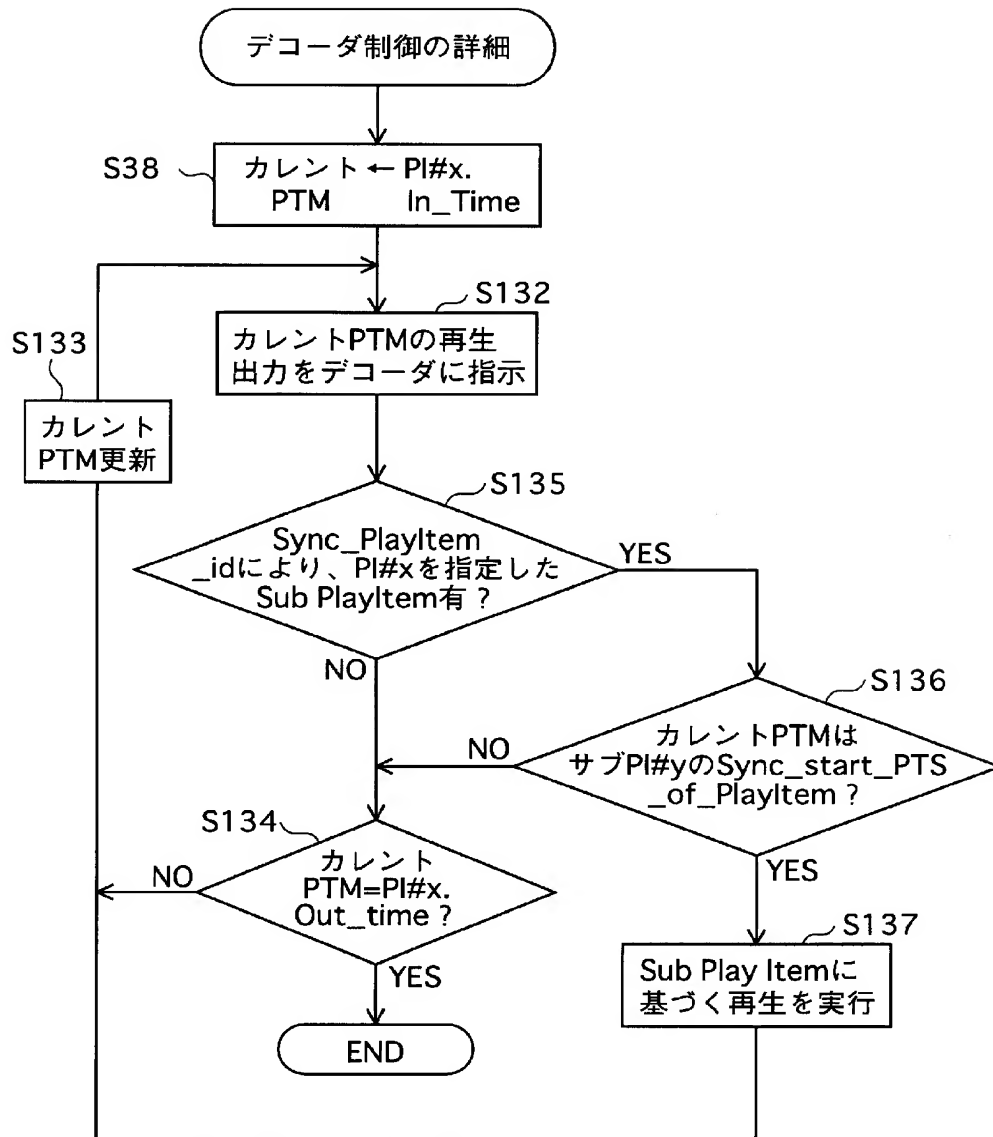 デコーダ制御の詳細
S38
カレント ← PI#x.
PTM In_Time
S132
カレントPTMの再生
出力をデコーダに指示
S133
カレント
PTM更新
S135
Sync_PlayItem
_idにより、PI#xを指定した
Sub PlayItem有？
YES
NO
S136
カレントPTMは
サブPI#yのSync_start_PTS
_of_PlayItem？
NO
YES
S134
カレント
PTM=PI#x.
Out_time？
NO
YES
S137
Sub Play Itemに
基づく再生を実行
END